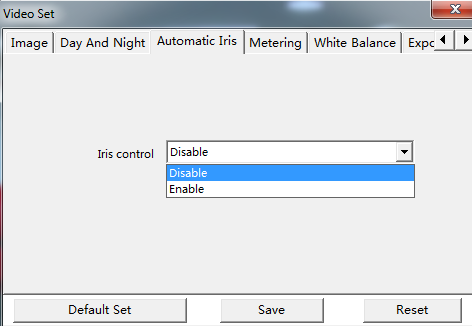 Video Set
Image Day And Night Automatic Iris Metering White Balance Expo
Iris control Disable
Disable
Enable
Default Set Save Reset